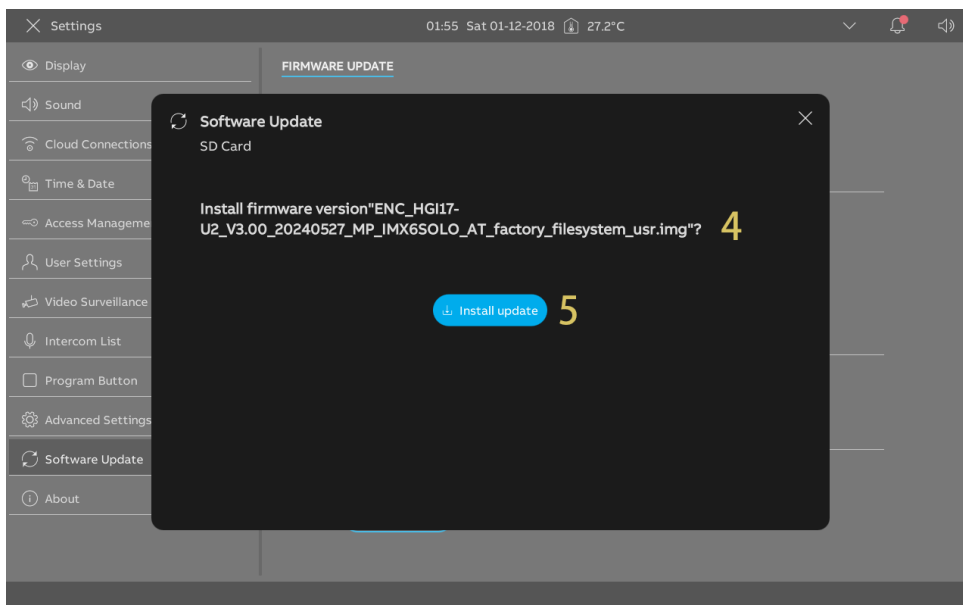 Settings
01:55 Sat 01-12-2018 27.2°C
Display
FIRMWARE UPDATE
Sound
Software Update
SD Card
Cloud Connections
Time & Date
Access Manageme
Install firmware version"ENC_HGI17-
U2_V3.00_20240527_MP_IMX6SOLO_AT_factory_filesystem_usr.img"?
4
User Settings
Video Surveillance
Install update
5
Intercom List
Program Button
Advanced Settings
Software Update
About